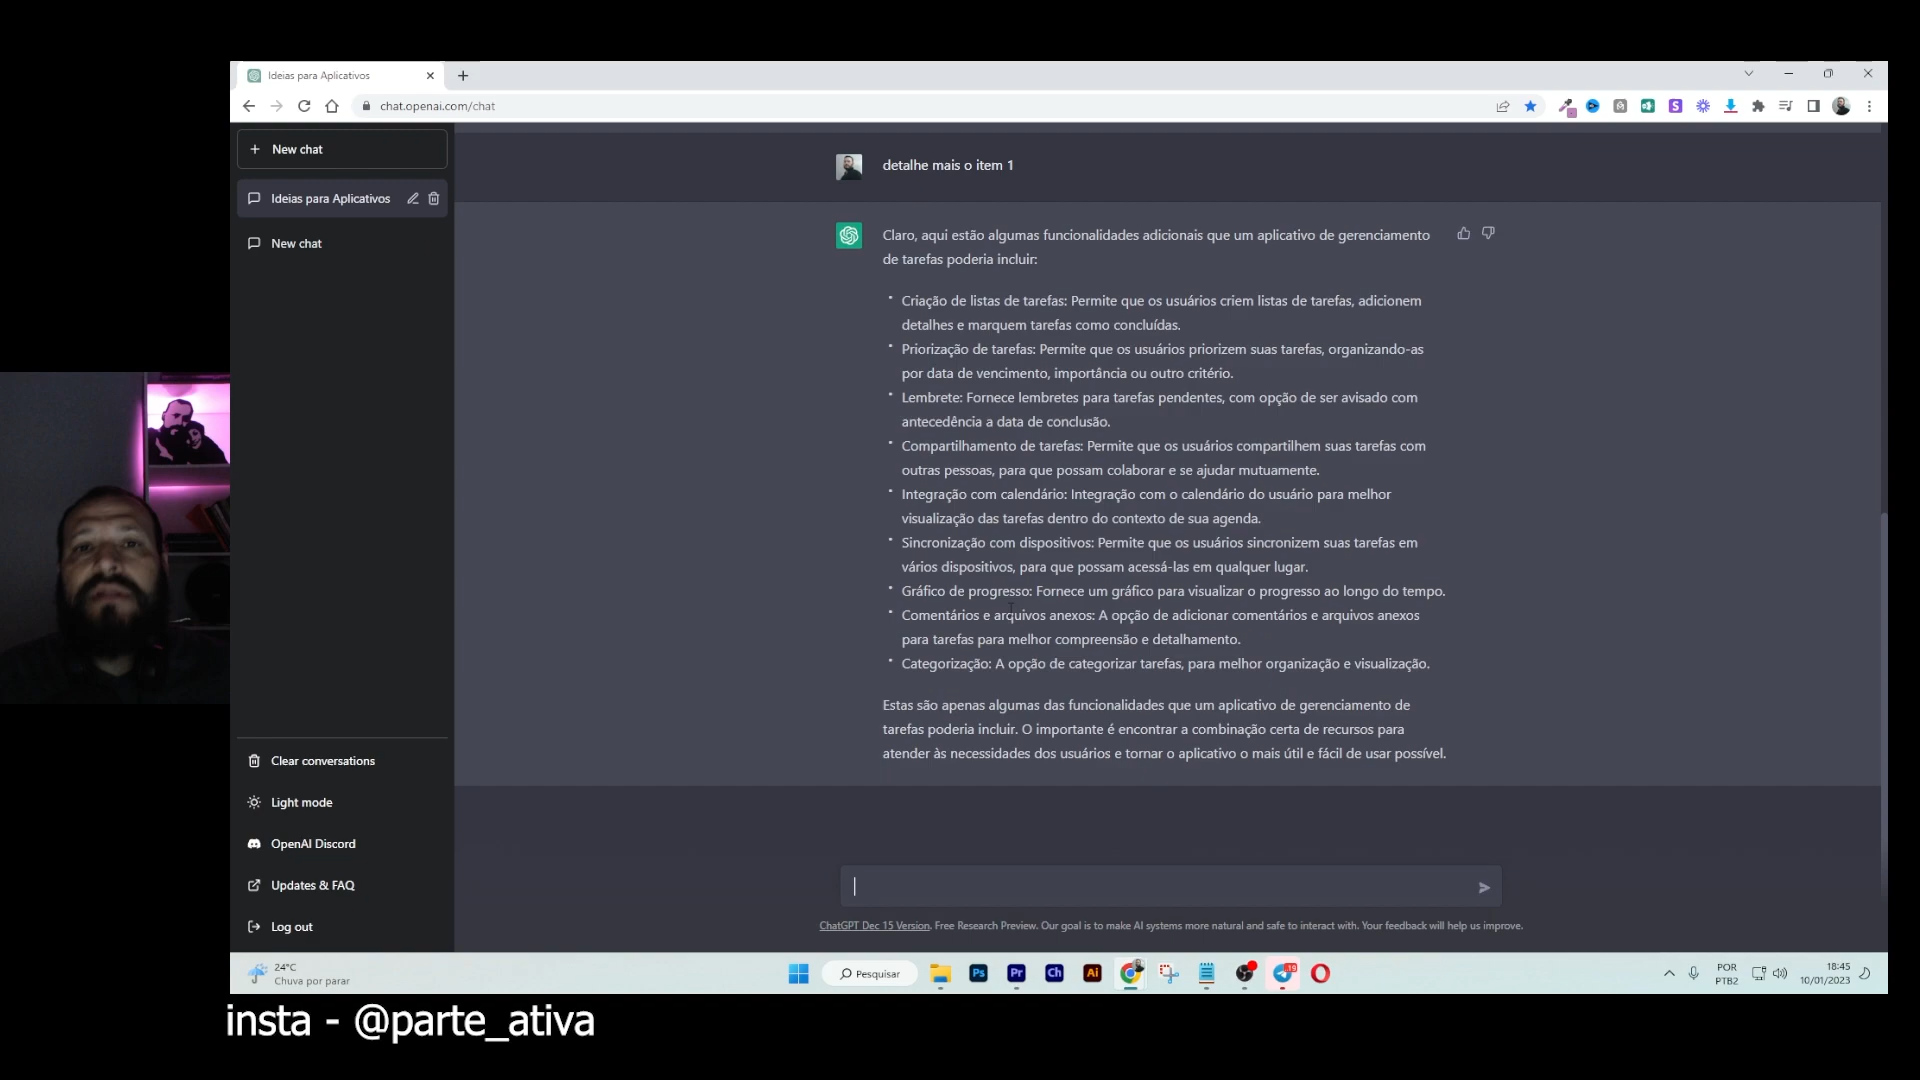 Ideias para Aplicativos
chat.openai.com/chat
New chat
Ideias para Aplicativos
New chat
detalhe mais o item 1
Claro, aqui estão algumas funcionalidades adicionais que um aplicativo de gerenciamento
de tarefas poderia incluir:
Criação de listas de tarefas: Permite que os usuários criem listas de tarefas, adicionem
detalhes e marquem tarefas como concluídas.
Priorização de tarefas: Permite que os usuários priorizem suas tarefas, organizando-as
por data de vencimento, importância ou outro critério.
Lembrete: Fornece lembretes para tarefas pendentes, com opção de ser avisado com
antecedência a data de conclusão.
Compartilhamento de tarefas: Permite que os usuários compartilhem suas tarefas com
outras pessoas, para que possam colaborar e se ajudar mutuamente.
Integração com calendário: Integração com o calendário do usuário para melhor
visualização das tarefas dentro do contexto de sua agenda.
Sincronização com dispositivos: Permite que os usuários sincronizem suas tarefas em
vários dispositivos, para que possam acessá-las em qualquer lugar.
Gráfico de progresso: Fornece um gráfico para visualizar o progresso ao longo do tempo.
Comentários e arquivos anexos: A opção de adicionar comentários e arquivos anexos
para tarefas para melhor compreensão e detalhamento.
Categorização: A opção de categorizar tarefas, para melhor organização e visualização.
Estas são apenas algumas das funcionalidades que um aplicativo de gerenciamento de
tarefas poderia incluir. O importante é encontrar a combinação certa de recursos para
atender às necessidades dos usuários e tornar o aplicativo o mais útil e fácil de usar possível.
Clear conversations
Light mode
OpenAI Discord
Updates & FAQ
Log out
ChatGPT Dec 15 Version. Free Research Preview. Our goal is to make AI systems more natural and safe to interact with. Your feedback will help us improve.
24°C
Chuva por parar
Pesquisar
Ps
Pr
Ch
Ai
19
POR
PTB2
18:45
10/01/2023
insta - @parte_ativa